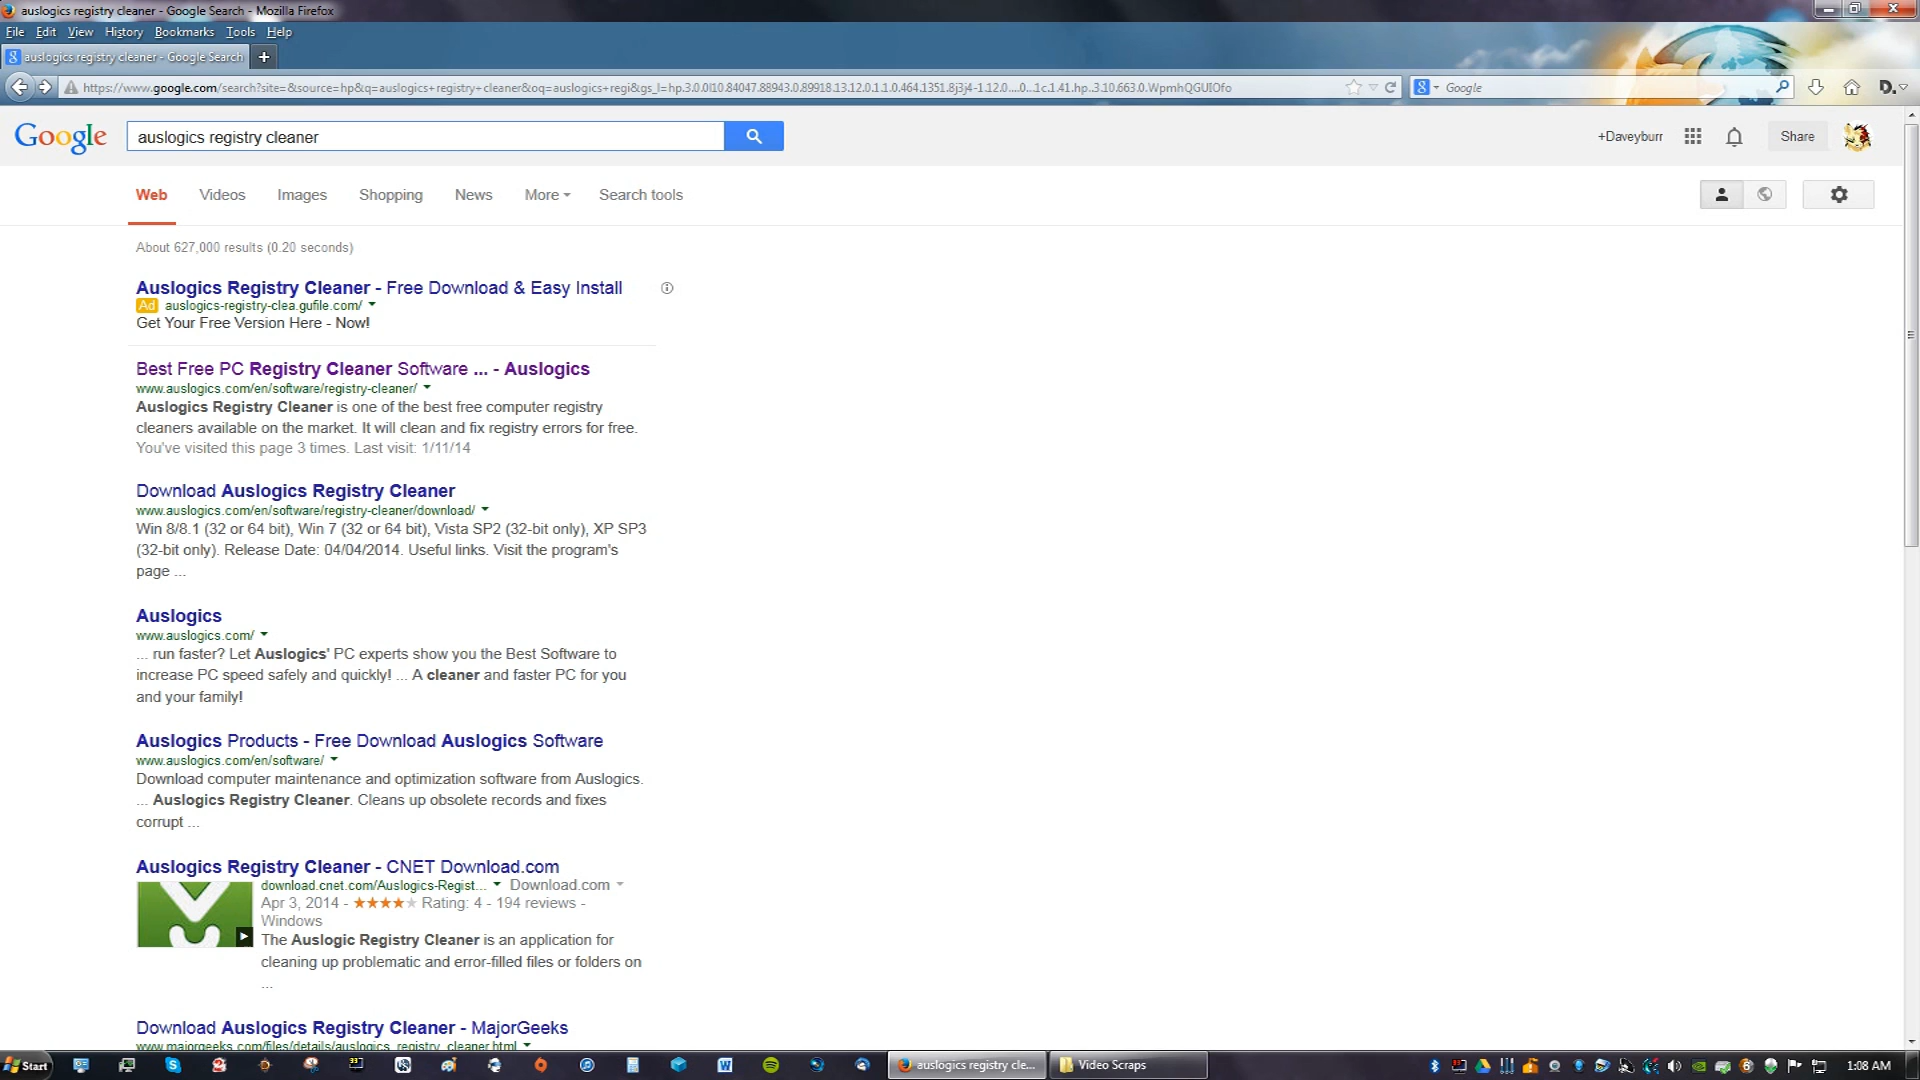 auslogics registry cleaner - Google Search - Mozilla Firefox
File Edit View History Bookmarks Tools Help
auslogics registry cleaner - Google Search
Google
+Daveyburr
Share
Google
auslogics registry cleaner
Web Videos Images Shopping News More Search tools
About 627,000 results (0.20 seconds)
Auslogics Registry Cleaner - Free Download & Easy Install
Ad auslogics-registry-clea.gufile.com/
Get Your Free Version Here - Now!
Best Free PC Registry Cleaner Software ... - Auslogics
www.auslogics.com/en/software/registry-cleaner/
Auslogics Registry Cleaner is one of the best free computer registry
cleaners available on the market. It will clean and fix registry errors for free.
You've visited this page 3 times. Last visit: 1/11/14
Download Auslogics Registry Cleaner
www.auslogics.com/en/software/registry-cleaner/download/
Win 8/8.1 (32 or 64 bit), Win 7 (32 or 64 bit), Vista SP2 (32-bit only), XP SP3
(32-bit only). Release Date: 04/04/2014. Useful links. Visit the program's
page ...
Auslogics
www.auslogics.com/
... run faster? Let Auslogics' PC experts show you the Best Software to
increase PC speed safely and quickly! ... A cleaner and faster PC for you
and your family!
Auslogics Products - Free Download Auslogics Software
www.auslogics.com/en/software/
Download computer maintenance and optimization software from Auslogics.
... Auslogics Registry Cleaner. Cleans up obsolete records and fixes
corrupt ...
Auslogics Registry Cleaner - CNET Download.com
download.cnet.com/Auslogics-Regist... Download.com
Apr 3, 2014 - Rating: 4 - 194 reviews -
Windows
The Auslogic Registry Cleaner is an application for
cleaning up problematic and error-filled files or folders on
...
Download Auslogics Registry Cleaner - MajorGeeks
www.majorgeeks.com/files/details/auslogics_registry_cleaner.html
Start
auslogics registry cle...
Video Scraps
1:08 AM